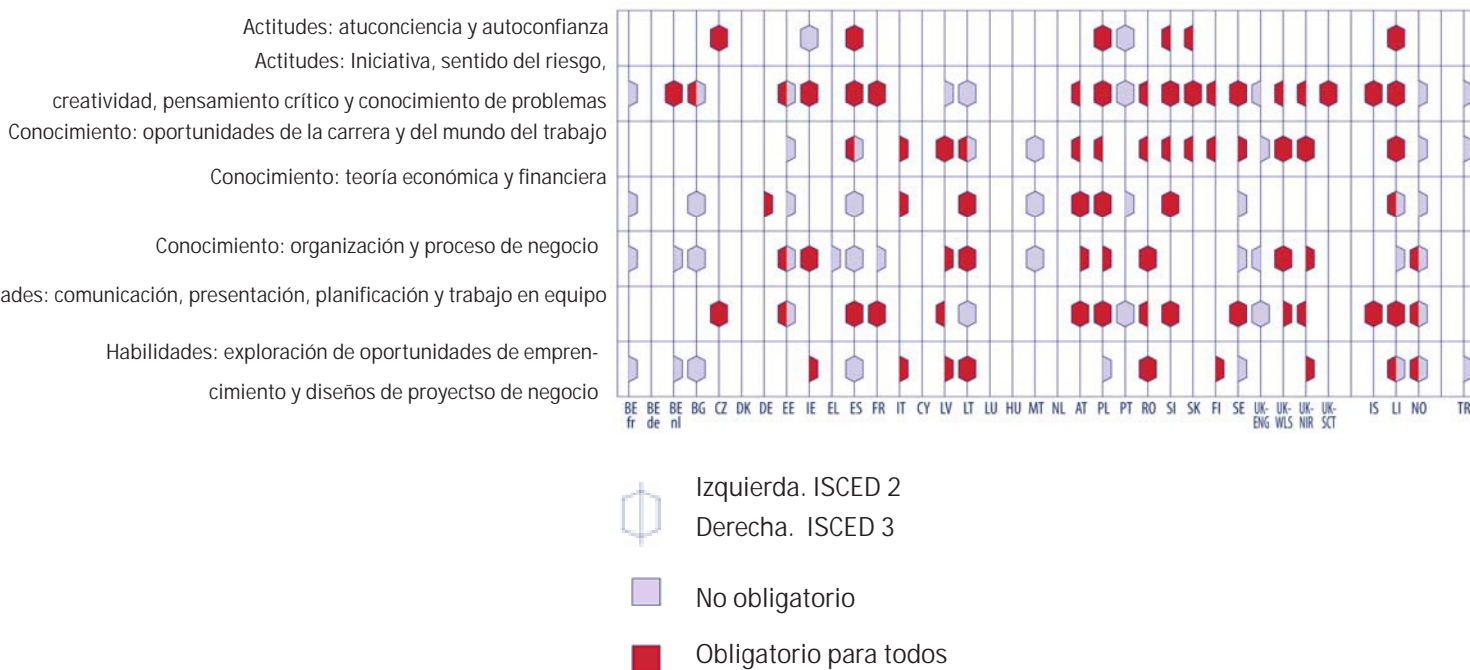 Actitudes: atuconciencia y autoconfianza
Actitudes: Iniciativa, sentido del riesgo,
creatividad, pensamiento crítico y conocimiento de problemas
Conocimiento: oportunidades de la carrera y del mundo del trabajo
Conocimiento: teoría económica y financiera
Conocimiento: organización y proceso de negocio
ades: comunicación, presentación, planificación y trabajo en equipo
Habilidades: exploración de oportunidades de empren-
cimiento y diseños de proyectso de negocio
BE BE BE BG CZ DK DE EE IE EL ES FR IT CY LV LT LU HU MT NL AT PL PT RO SI SK FI SE UK- UK- UK- UK- IS LI NO TR
fr de nl ENG WLS NIR SCT
Izquierda. ISCED 2
Derecha. ISCED 3
No obligatorio
Obligatorio para todos